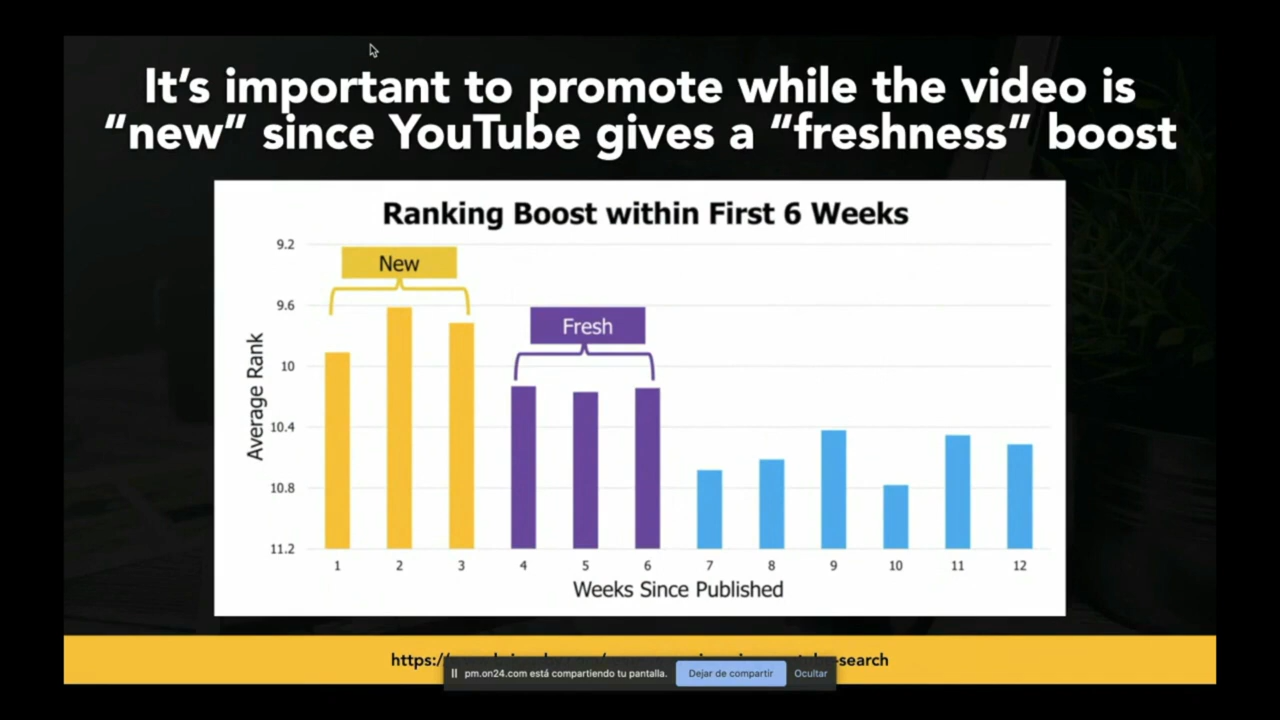 It's important to promote while the video is
“new” since YouTube gives a “freshness” boost
Ranking Boost within First 6 Weeks
9.2
New
9.6
Fresh
10
Average Rank
10.4
10.8
11.2
1 2 3 4 5 6 7 8 9 10 11 12
Weeks Since Published
https:/ -search
pm.on24.com está compartiendo tu pantalla. Dejar de compartir Ocultar